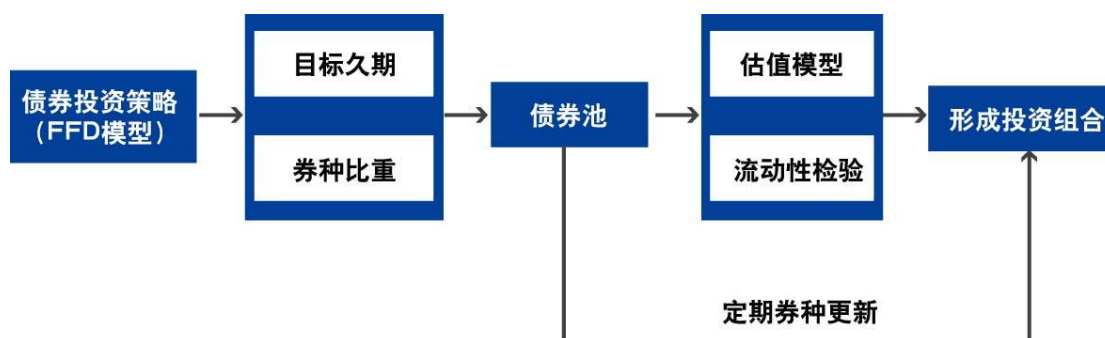 债券投资策略
（FFD模型）
目标久期
券种比重
债券池
估值模型
流动性检验
形成投资组合
定期券种更新